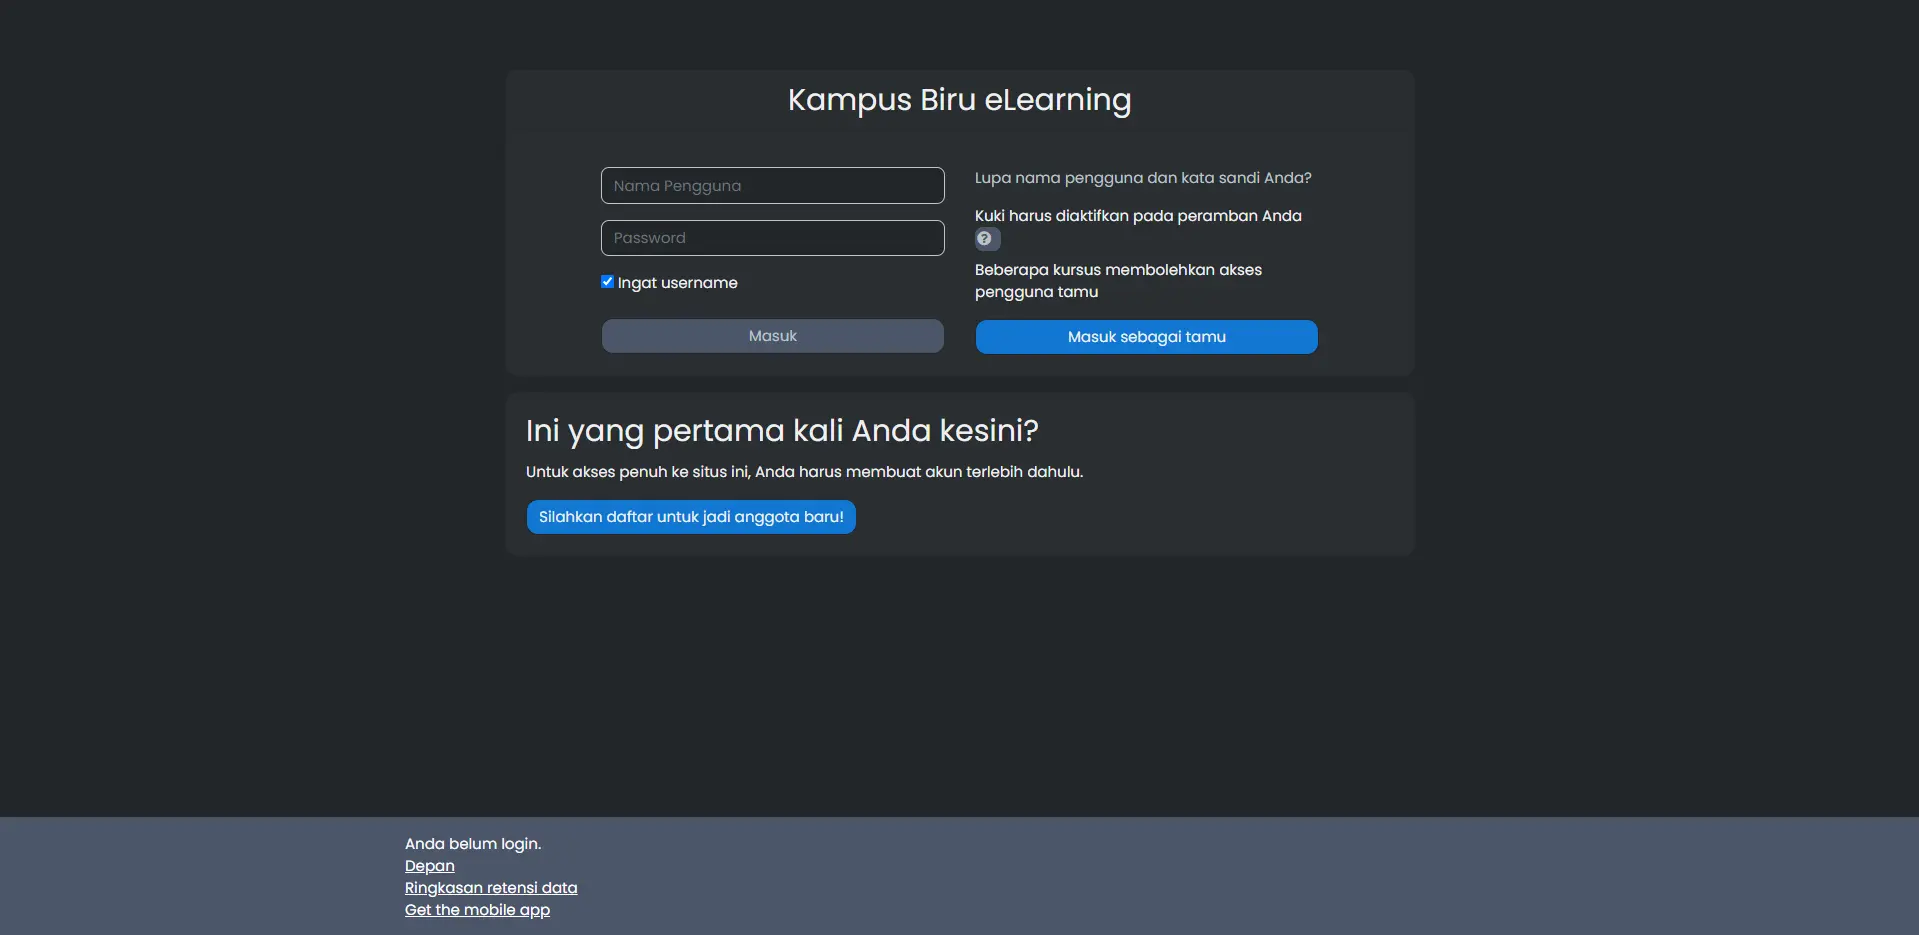 Kampus Biru eLearning
Nama Pengguna
Password
Ingat username
Masuk
Lupa nama pengguna dan kata sandi Anda?
Kuki harus diaktifkan pada peramban Anda
?
Beberapa kursus membolehkan akses
pengguna tamu
Masuk sebagai tamu
Ini yang pertama kali Anda kesini?
Untuk akses penuh ke situs ini, Anda harus membuat akun terlebih dahulu.
Silahkan daftar untuk jadi anggota baru!
Anda belum login.
Depan
Ringkasan retensi data
Get the mobile app